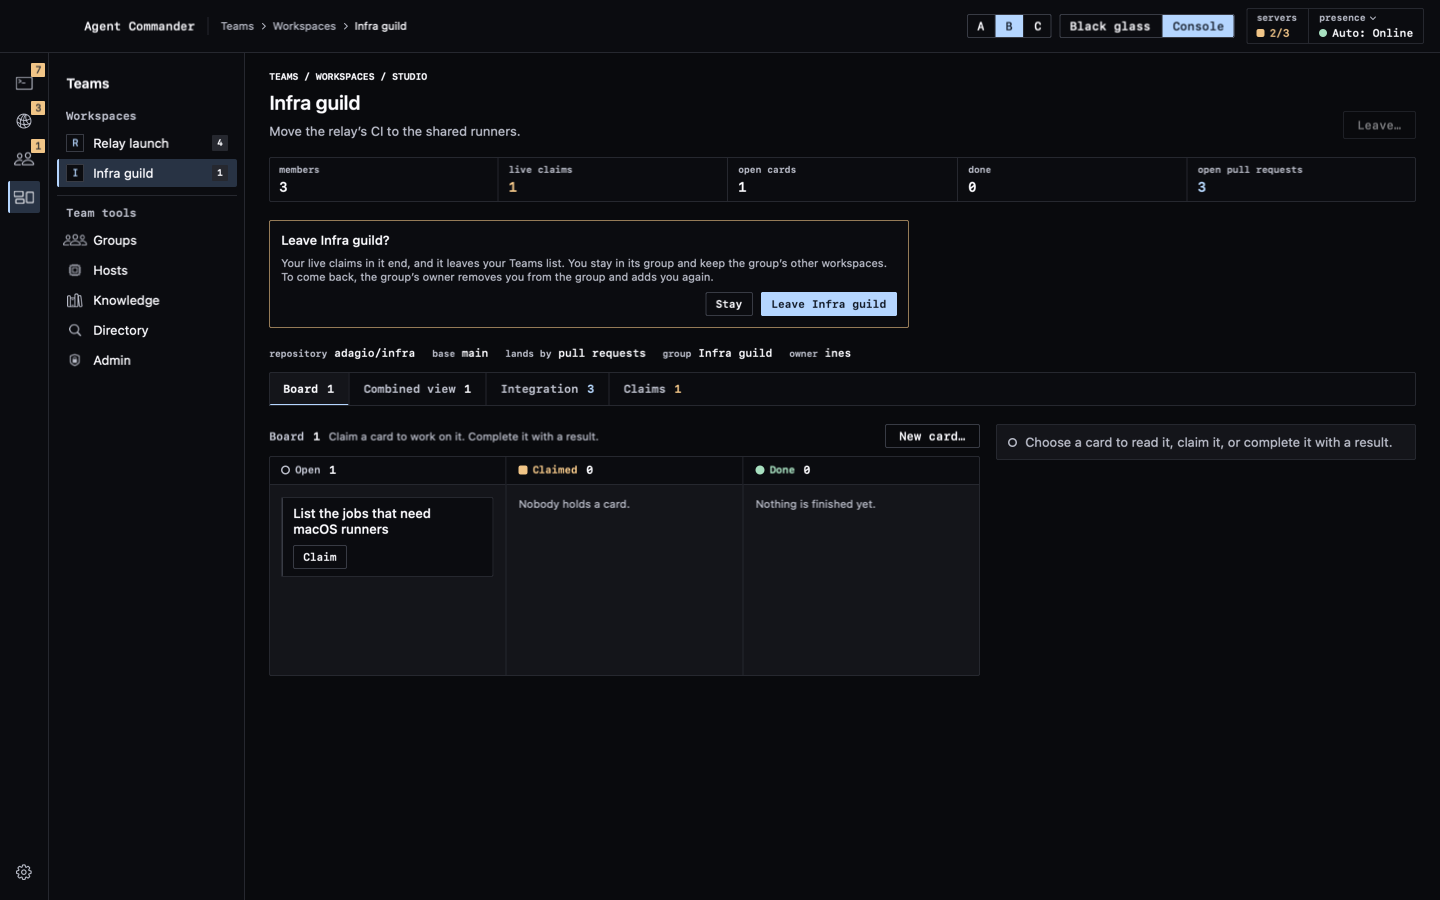 Agent Commander
Teams > Workspaces > Infra guild
A B C
Black glass Console
servers
2/3
presence
Auto: Online
7
3
1
Teams
Workspaces
R Relay launch 4
I Infra guild 1
Team tools
Groups
Hosts
Knowledge
Directory
Admin
TEAMS / WORKSPACES / STUDIO
Infra guild
Move the relay's CI to the shared runners.
Leave…
members
3
live claims
1
open cards
1
done
0
open pull requests
3
Leave Infra guild?
Your live claims in it end, and it leaves your Teams list. You stay in its group and keep the group's other workspaces.
To come back, the group's owner removes you from the group and adds you again.
Stay Leave Infra guild
repository adagio/infra base main lands by pull requests group Infra guild owner ines
Board 1 Combined view 1 Integration 3 Claims 1
Board 1 Claim a card to work on it. Complete it with a result.
New card…
Open 1
Claimed 0
Done 0
List the jobs that need
macOS runners
Claim
Nobody holds a card.
Nothing is finished yet.
Choose a card to read it, claim it, or complete it with a result.